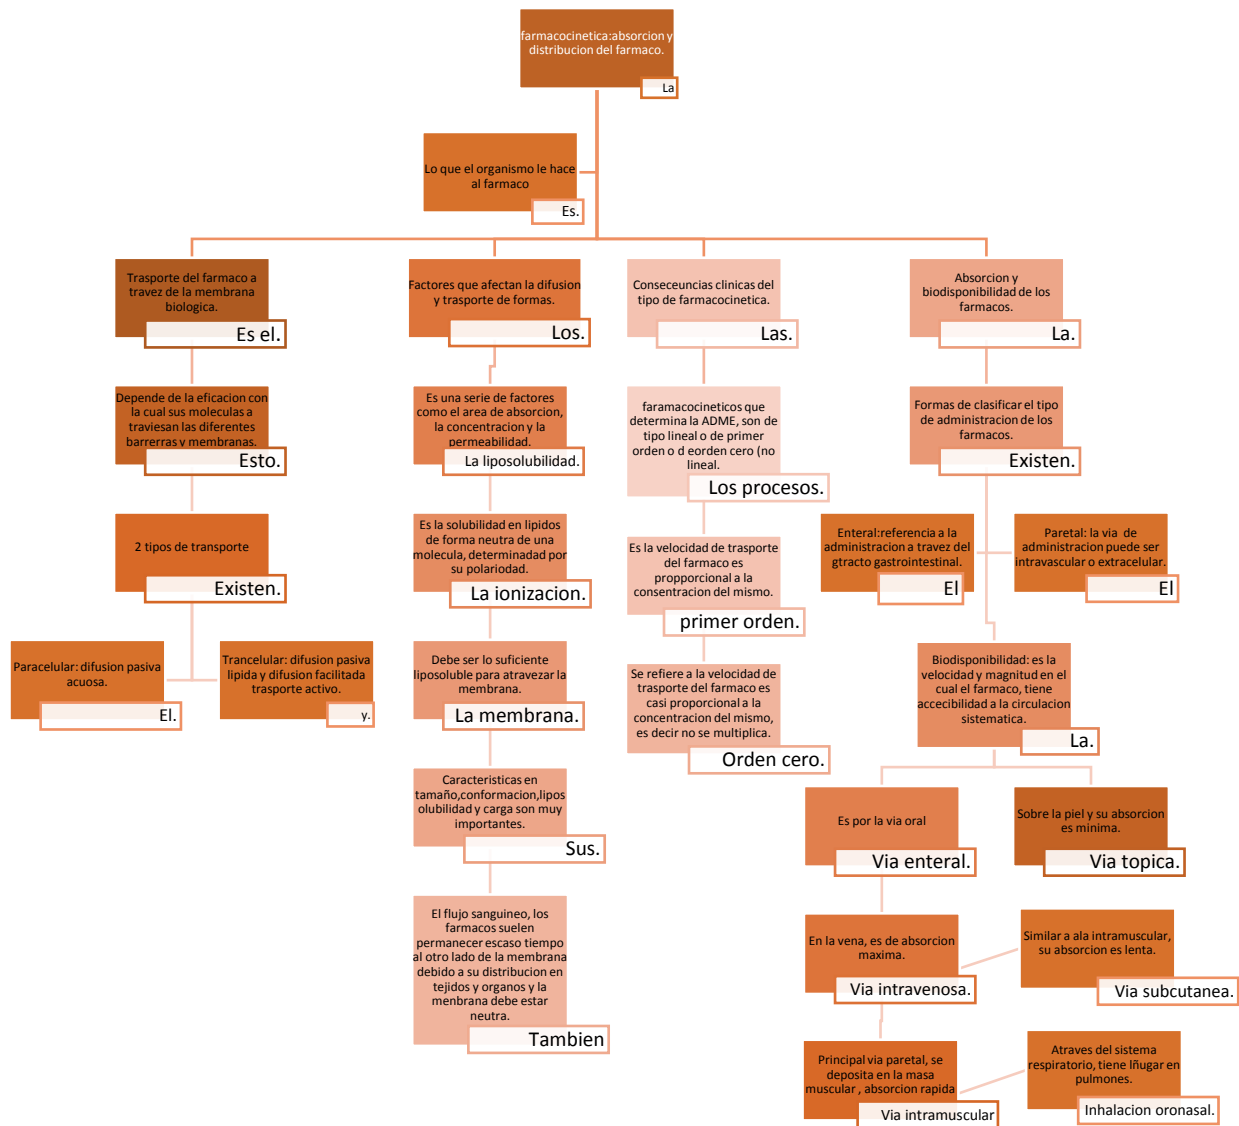 farmacocinetica:absorcion y
distribucion del farmaco.
La
Lo que el organismo le hace
al farmaco
Es.
Trasporte del farmaco a
travez de la membrana
biologica.
Es el.
Depende de la eficacion con
la cual sus moleculas a
traviesan las diferentes
barrerras y membranas.
Esto.
2 tipos de transporte
Existen.
Paracelular: difusion pasiva
acuosa.
El.
Trancelular: difusion pasiva
lipida y difusion facilitada
trasporte activo.
y.
Factores que afectan la difusion
y trasporte de formas.
Los.
Es una serie de factores
como el area de absorcion,
la concentracion y la
permeabilidad.
La liposolubilidad.
Es la solubilidad en lipidos
de forma neutra de una
molecula, determinadad por
su polariodad.
La ionizacion.
Debe ser lo suficiente
liposoluble para atravezar la
membrana.
La membrana.
Caracteristicas en
tamaño,conformacion,lipos
olubilidad y carga son muy
importantes.
Sus.
El flujo sanguineo, los
farmacos suelen
permanecer escaso tiempo
al otro lado de la membrana
debido a su distribucion en
tejidos y organos y la
menbrana debe estar
neutra.
Tambien
Conseceuncias clinicas del
tipo de farmacocinetica.
Las.
faramacocineticos que
determina la ADME, son de
tipo lineal o de primer
orden o d eorden cero (no
lineal.
Los procesos.
Es la velocidad de trasporte
del farmaco es
propporcional a la
consentracion del mismo.
primer orden.
Se refiere a la velocidad de
trasporte del farmaco es
casi proporcional a la
concentracion del mismo,
es decir no se multiplica.
Orden cero.
Absorcion y
biodisponibilidad de los
farmacos.
La.
Formas de clasificar el tipo
de administracion de los
farmacos.
Existen.
Enteral:referencia a la
administracion a travez del
gtracto gastrointestinal.
El
Paretal: la via de
administracion puede ser
intravascular o extracelular.
El
Biodisponibilidad: es la
velocidad y magnitud en el
cual el farmaco, tiene
accecibilidad a la circulacion
sistematica.
La.
Es por la via oral
Via enteral.
Sobre la piel y su absorcion
es minima.
Via topica.
En la vena, es de absorcion
maxima.
Via intravenosa.
Similar a ala intramuscular,
su absorcion es lenta.
Via subcutanea.
Principal via paretal, se
deposita en la masa
muscular , absorcion rapida
Via intramuscular
Atraves del sistema
respiratorio, tiene lñugar en
pulmones.
Inhalacion oronasal.